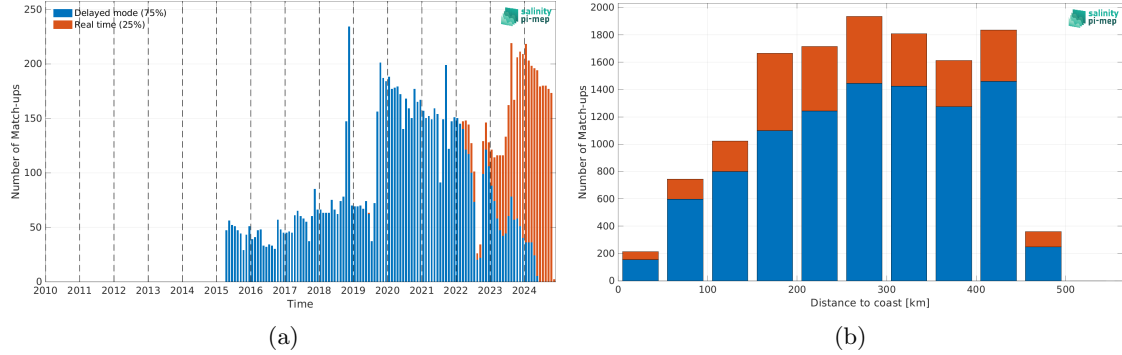 250
200
150
100
50
0
Number of Match-ups
Delayed mode (75%)
Real time (25%)
salinity
pi-mep
2010 2011 2012 2013 2014 2015 2016 2017 2018 2019 2020 2021 2022 2023 2024
Time
(a)
2000
1800
1600
1400
1200
1000
800
600
400
200
0
Number of Match-ups
salinity
pi-mep
0 100 200 300 400 500
Distance to coast [km]
(b)